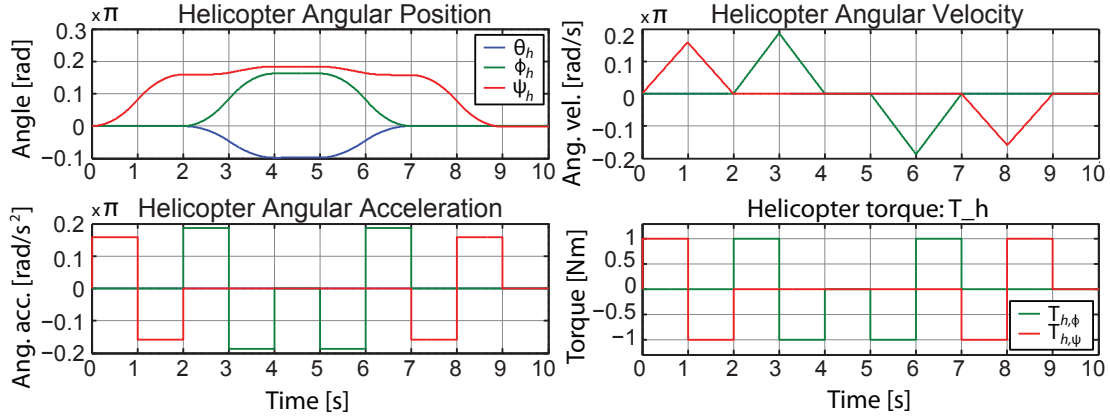 ×π Helicopter Angular Position
Angle [rad]
0.3
0.2
0.1
0
−0.1
θh
ϕh
ψh
0 1 2 3 4 5 6 7 8 9 10
×π Helicopter Angular Velocity
Ang. vel. [rad/s]
0.2
0.1
0
−0.1
−0.2
0 1 2 3 4 5 6 7 8 9 10
×π Helicopter Angular Acceleration
Ang. acc. [rad/s²]
0.2
0.1
0
−0.1
−0.2
0 1 2 3 4 5 6 7 8 9 10
Time [s]
Helicopter torque: T_h
Torque [Nm]
1
0.5
0
−0.5
−1
T h,ϕ
T h,ψ
0 1 2 3 4 5 6 7 8 9 10
Time [s]